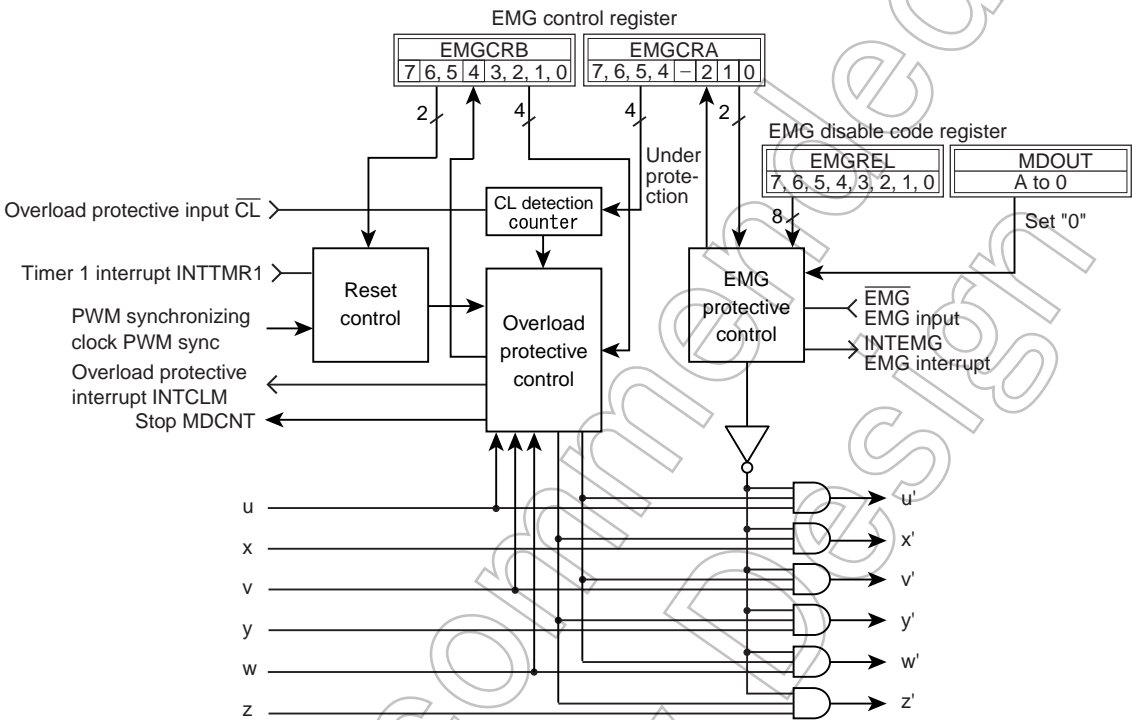 EMG control register
EMGCRB
7 6, 5 4 3, 2, 1, 0
EMGCRA
7, 6, 5, 4 – 2 1 0
2
4
4
2
Under
prote-
ction
EMG disable code register
EMGREL
7, 6, 5, 4, 3, 2, 1, 0
MDOUT
A to 0
8
Set "0"
Overload protective input CL
CL detection
counter
Timer 1 interrupt INTTMR1
PWM synchronizing
clock PWM sync
Reset
control
Overload
protective
control
EMG
protective
control
EMG
EMG input
INTEMG
EMG interrupt
Overload protective
interrupt INTCLM
Stop MDCNT
u
u'
x
x'
v
v'
y
y'
w
w'
z
z'